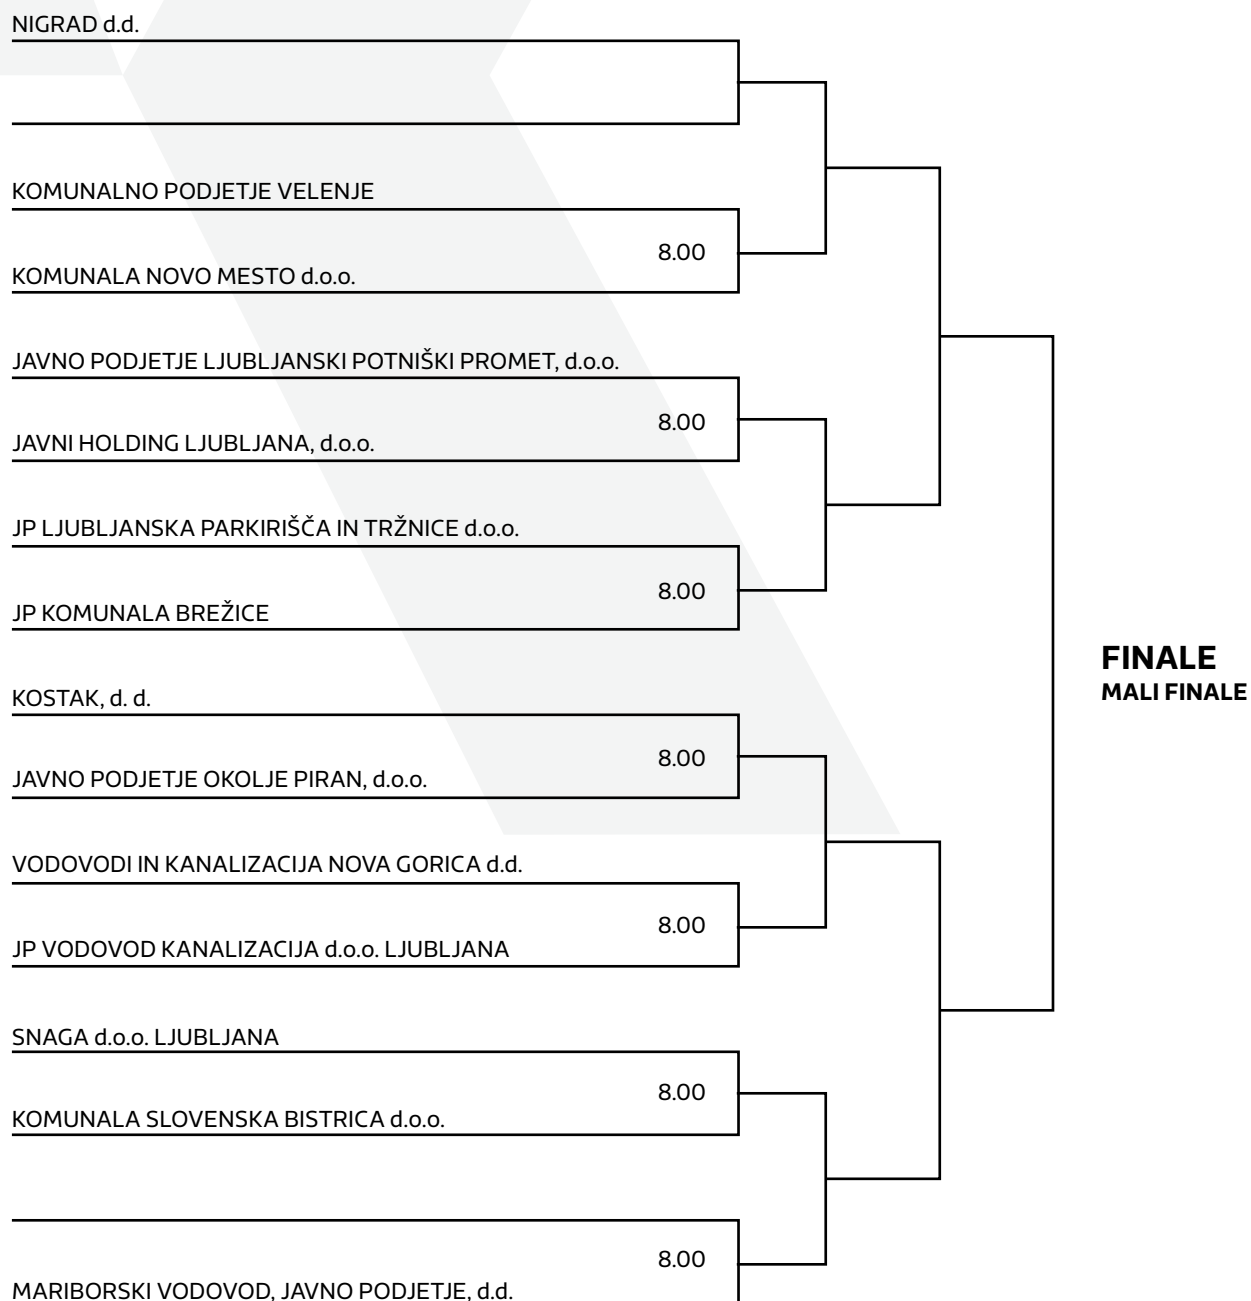 NIGRAD d.d.
KOMUNALNO PODJETJE VELENJE
8.00
KOMUNALA NOVO MESTO d.o.o.
JAVNO PODJETJE LJUBLJANSKI POTNIŠKI PROMET, d.o.o.
8.00
JAVNI HOLDING LJUBLJANA, d.o.o.
JP LJUBLJANSKA PARKIRIŠČA IN TRŽNICE d.o.o.
8.00
JP KOMUNALA BREŽICE
FINALE
MALI FINALE
KOSTAK, d. d.
8.00
JAVNO PODJETJE OKOLJE PIRAN, d.o.o.
VODOVODI IN KANALIZACIJA NOVA GORICA d.d.
8.00
JP VODOVOD KANALIZACIJA d.o.o. LJUBLJANA
SNAGA d.o.o. LJUBLJANA
8.00
KOMUNALA SLOVENSKA BISTRICA d.o.o.
8.00
MARIBORSKI VODOVOD, JAVNO PODJETJE, d.d.